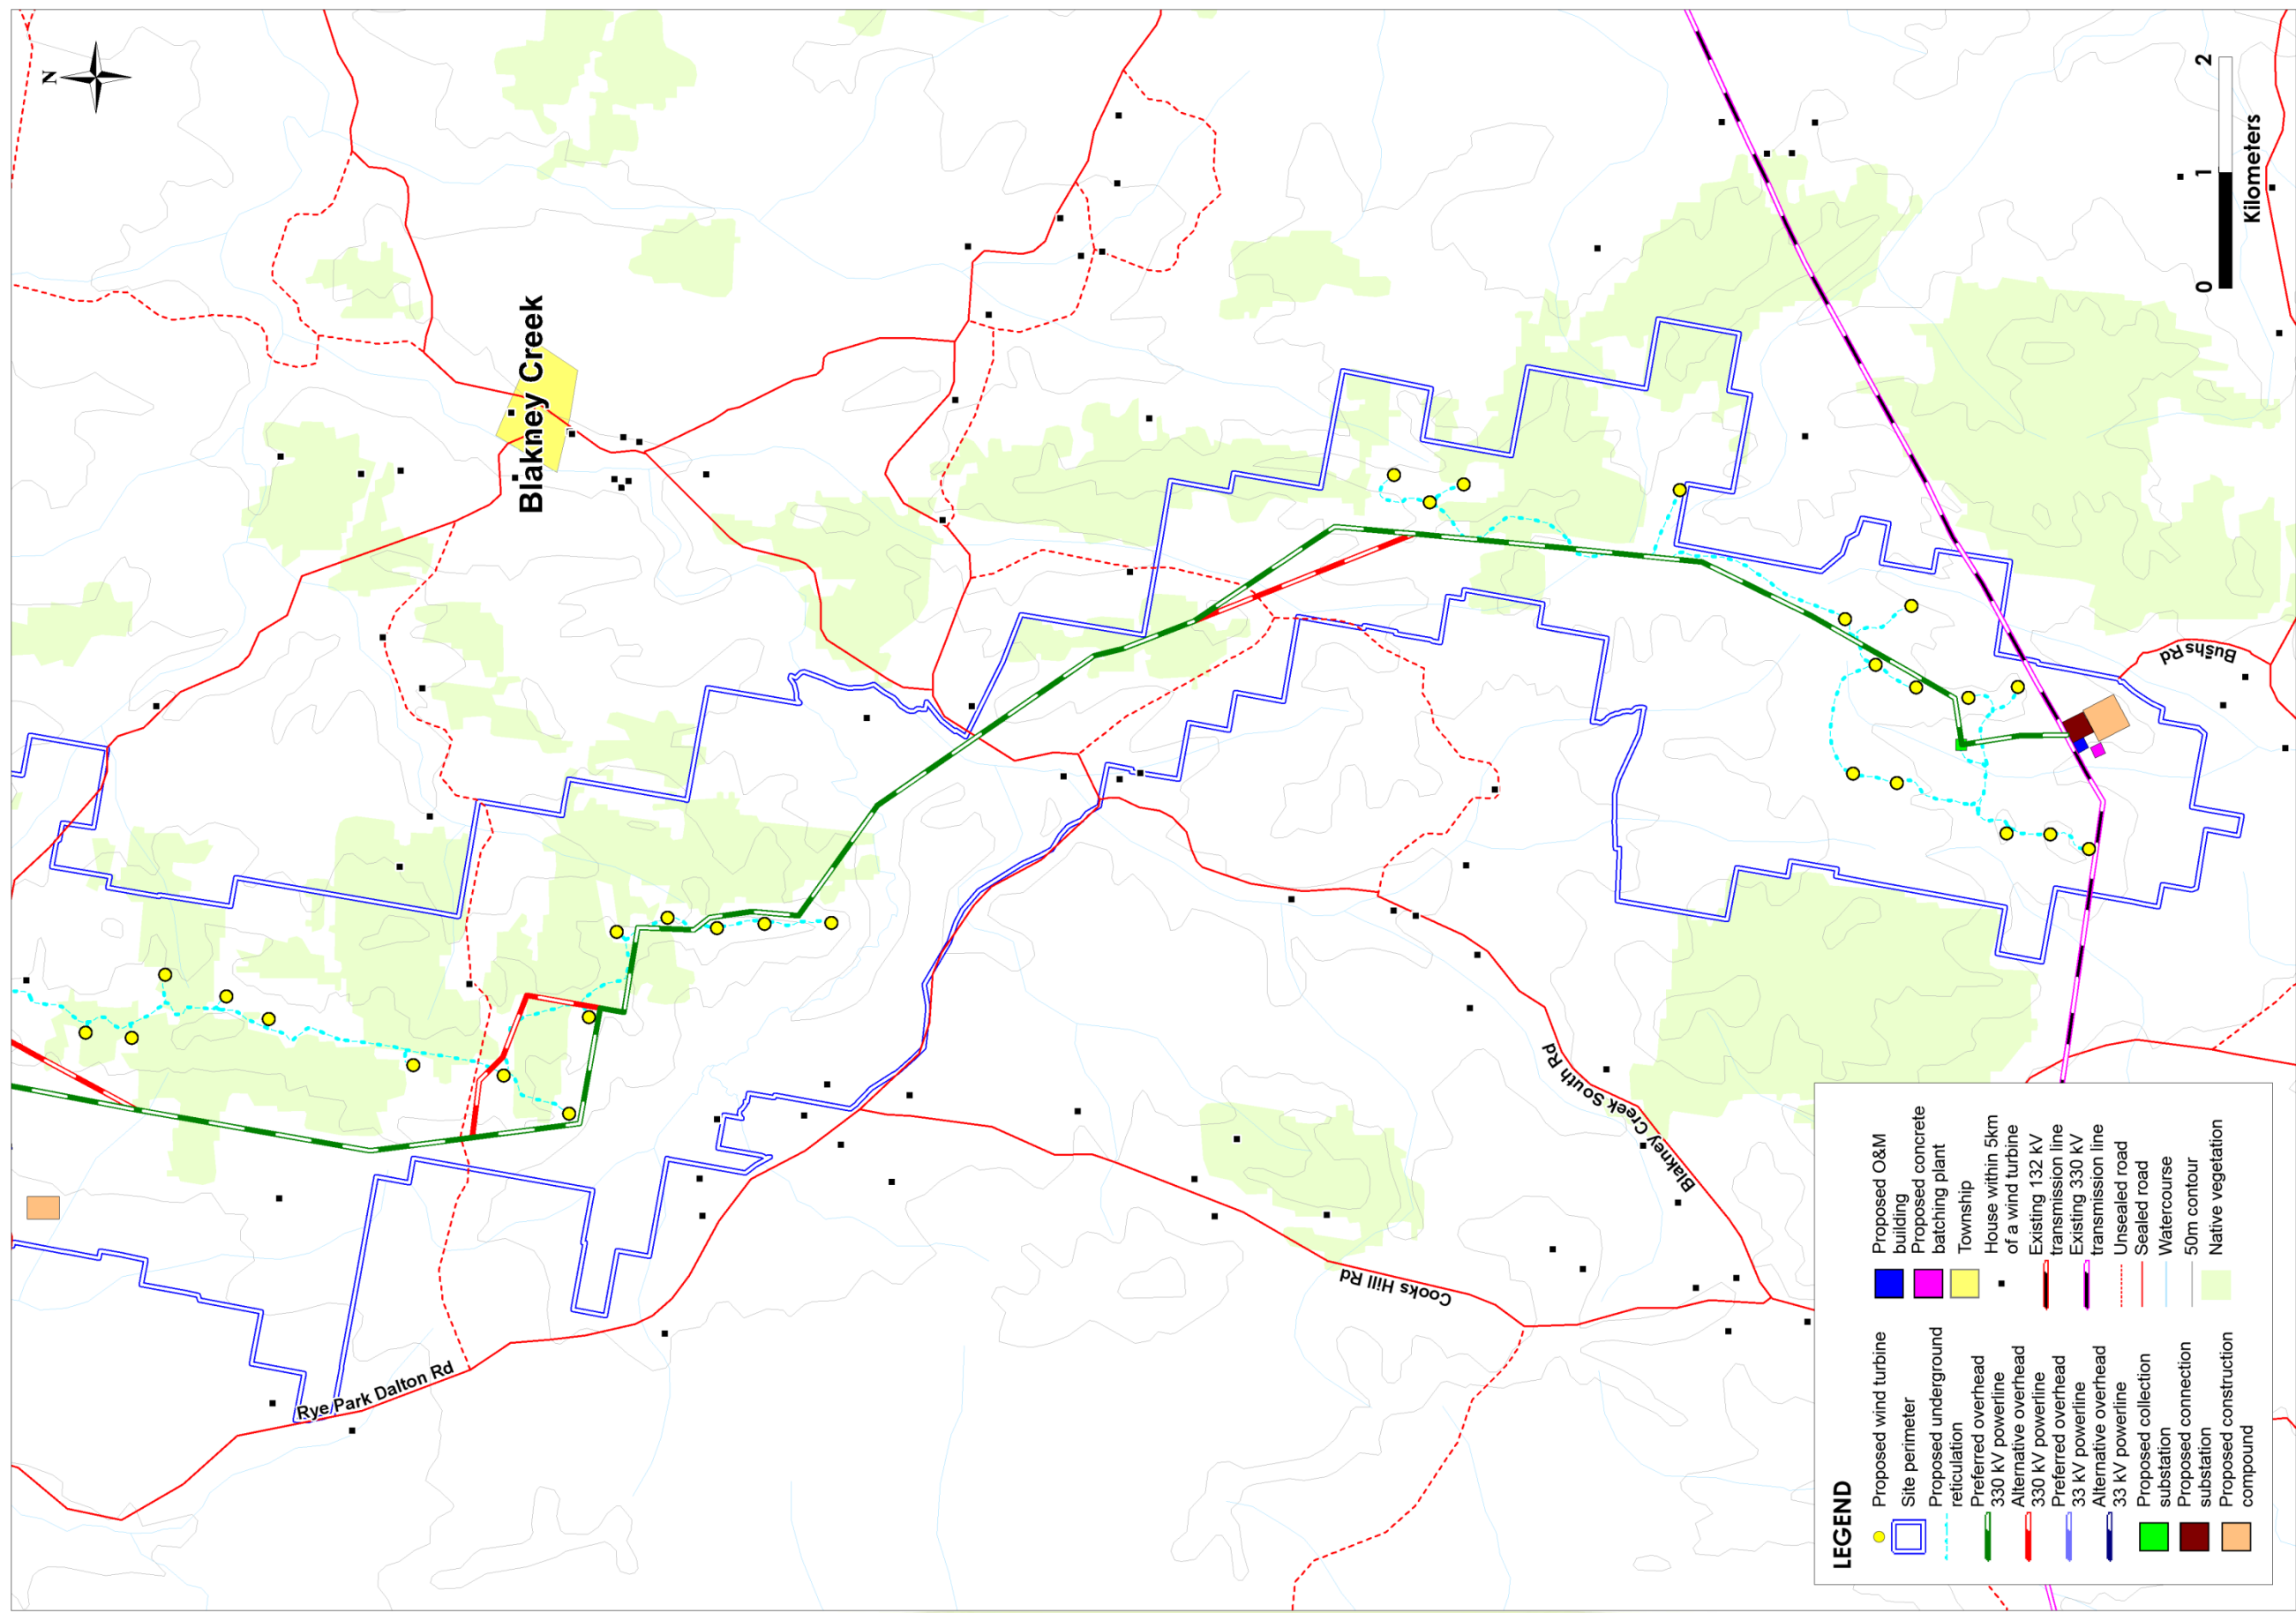 N
Blakney Creek
0 1 2
Kilometers
Bushs Rd
Blakney Creek South Rd
Cooks Hill Rd
Rye Park Dalton Rd
LEGEND
Proposed wind turbine
Site perimeter
Proposed underground
reticulation
Preferred overhead
330 kV powerline
Alternative overhead
330 kV powerline
Preferred overhead
33 kV powerline
Alternative overhead
33 kV powerline
Proposed collection
substation
Proposed connection
substation
Proposed construction
compound
Proposed O&M
building
Proposed concrete
batching plant
Township
House within 5km
of a wind turbine
Existing 132 kV
transmission line
Existing 330 kV
transmission line
Unsealed road
Sealed road
Watercourse
50m contour
Native vegetation